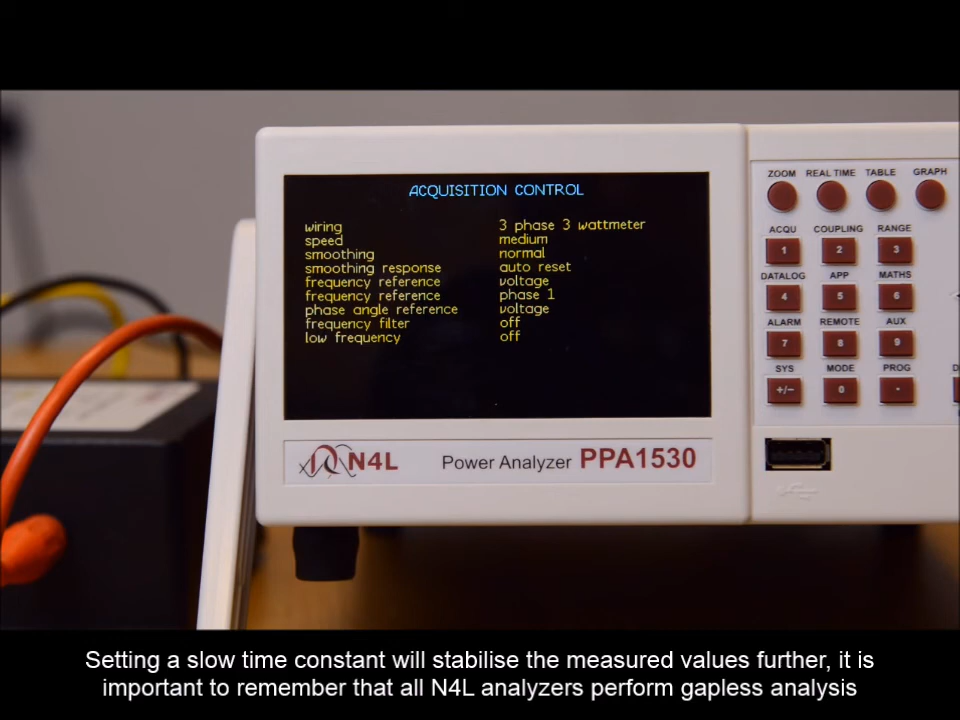 ACQUISITION CONTROL
wiring 3 phase 3 wattmeter
speed medium
smoothing normal
smoothing response auto reset
frequency reference voltage
frequency reference phase 1
phase angle reference voltage
frequency filter off
low frequency off
N4L Power Analyzer PPA1530
ZOOM REAL TIME TABLE GRAPH
ACQU COUPLING RANGE
1 2 3
DATALOG APP MATHS
4 5 6
ALARM REMOTE AUX
7 8 9
SYS MODE PROG
+/- 0 .
Setting a slow time constant will stabilise the measured values further, it is
important to remember that all N4L analyzers perform gapless analysis